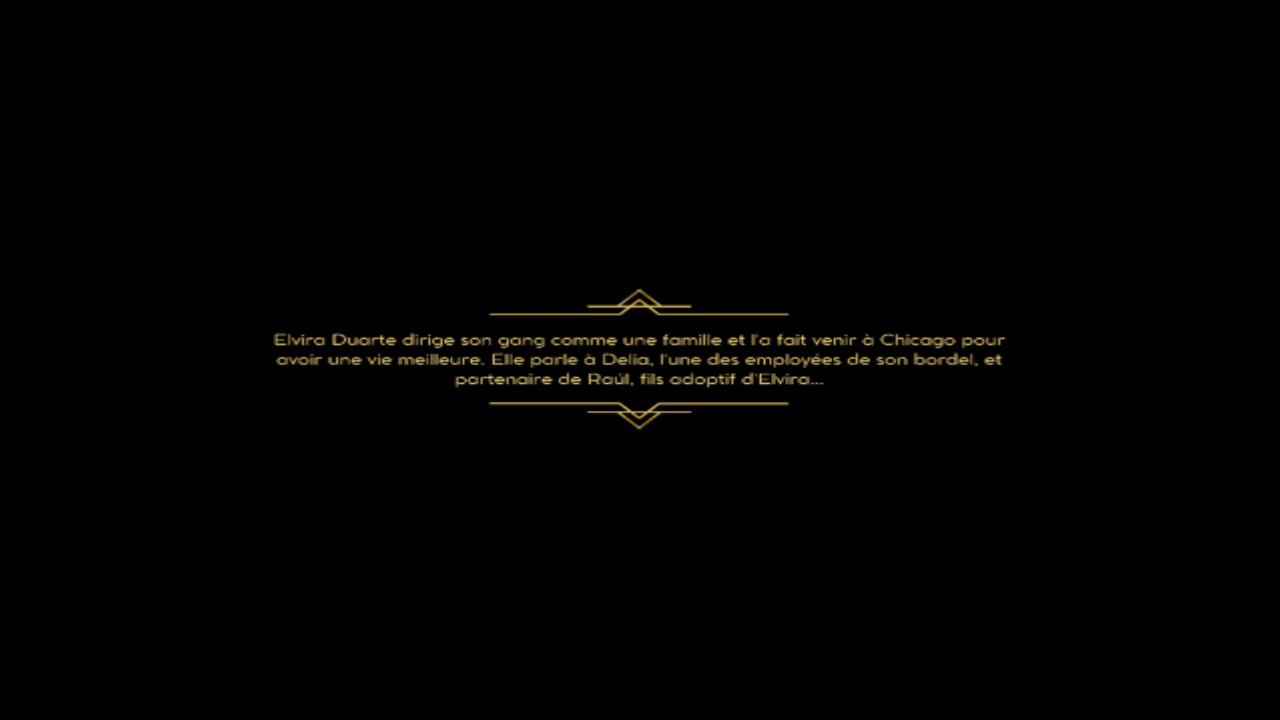 Elvira Duarte dirige son gang comme une famille et l'a fait venir à Chicago pour
avoir une vie meilleure. Elle parle à Delia, l'une des employées de son bordel, et
partenaire de Raúl, fils adoptif d'Elvira...